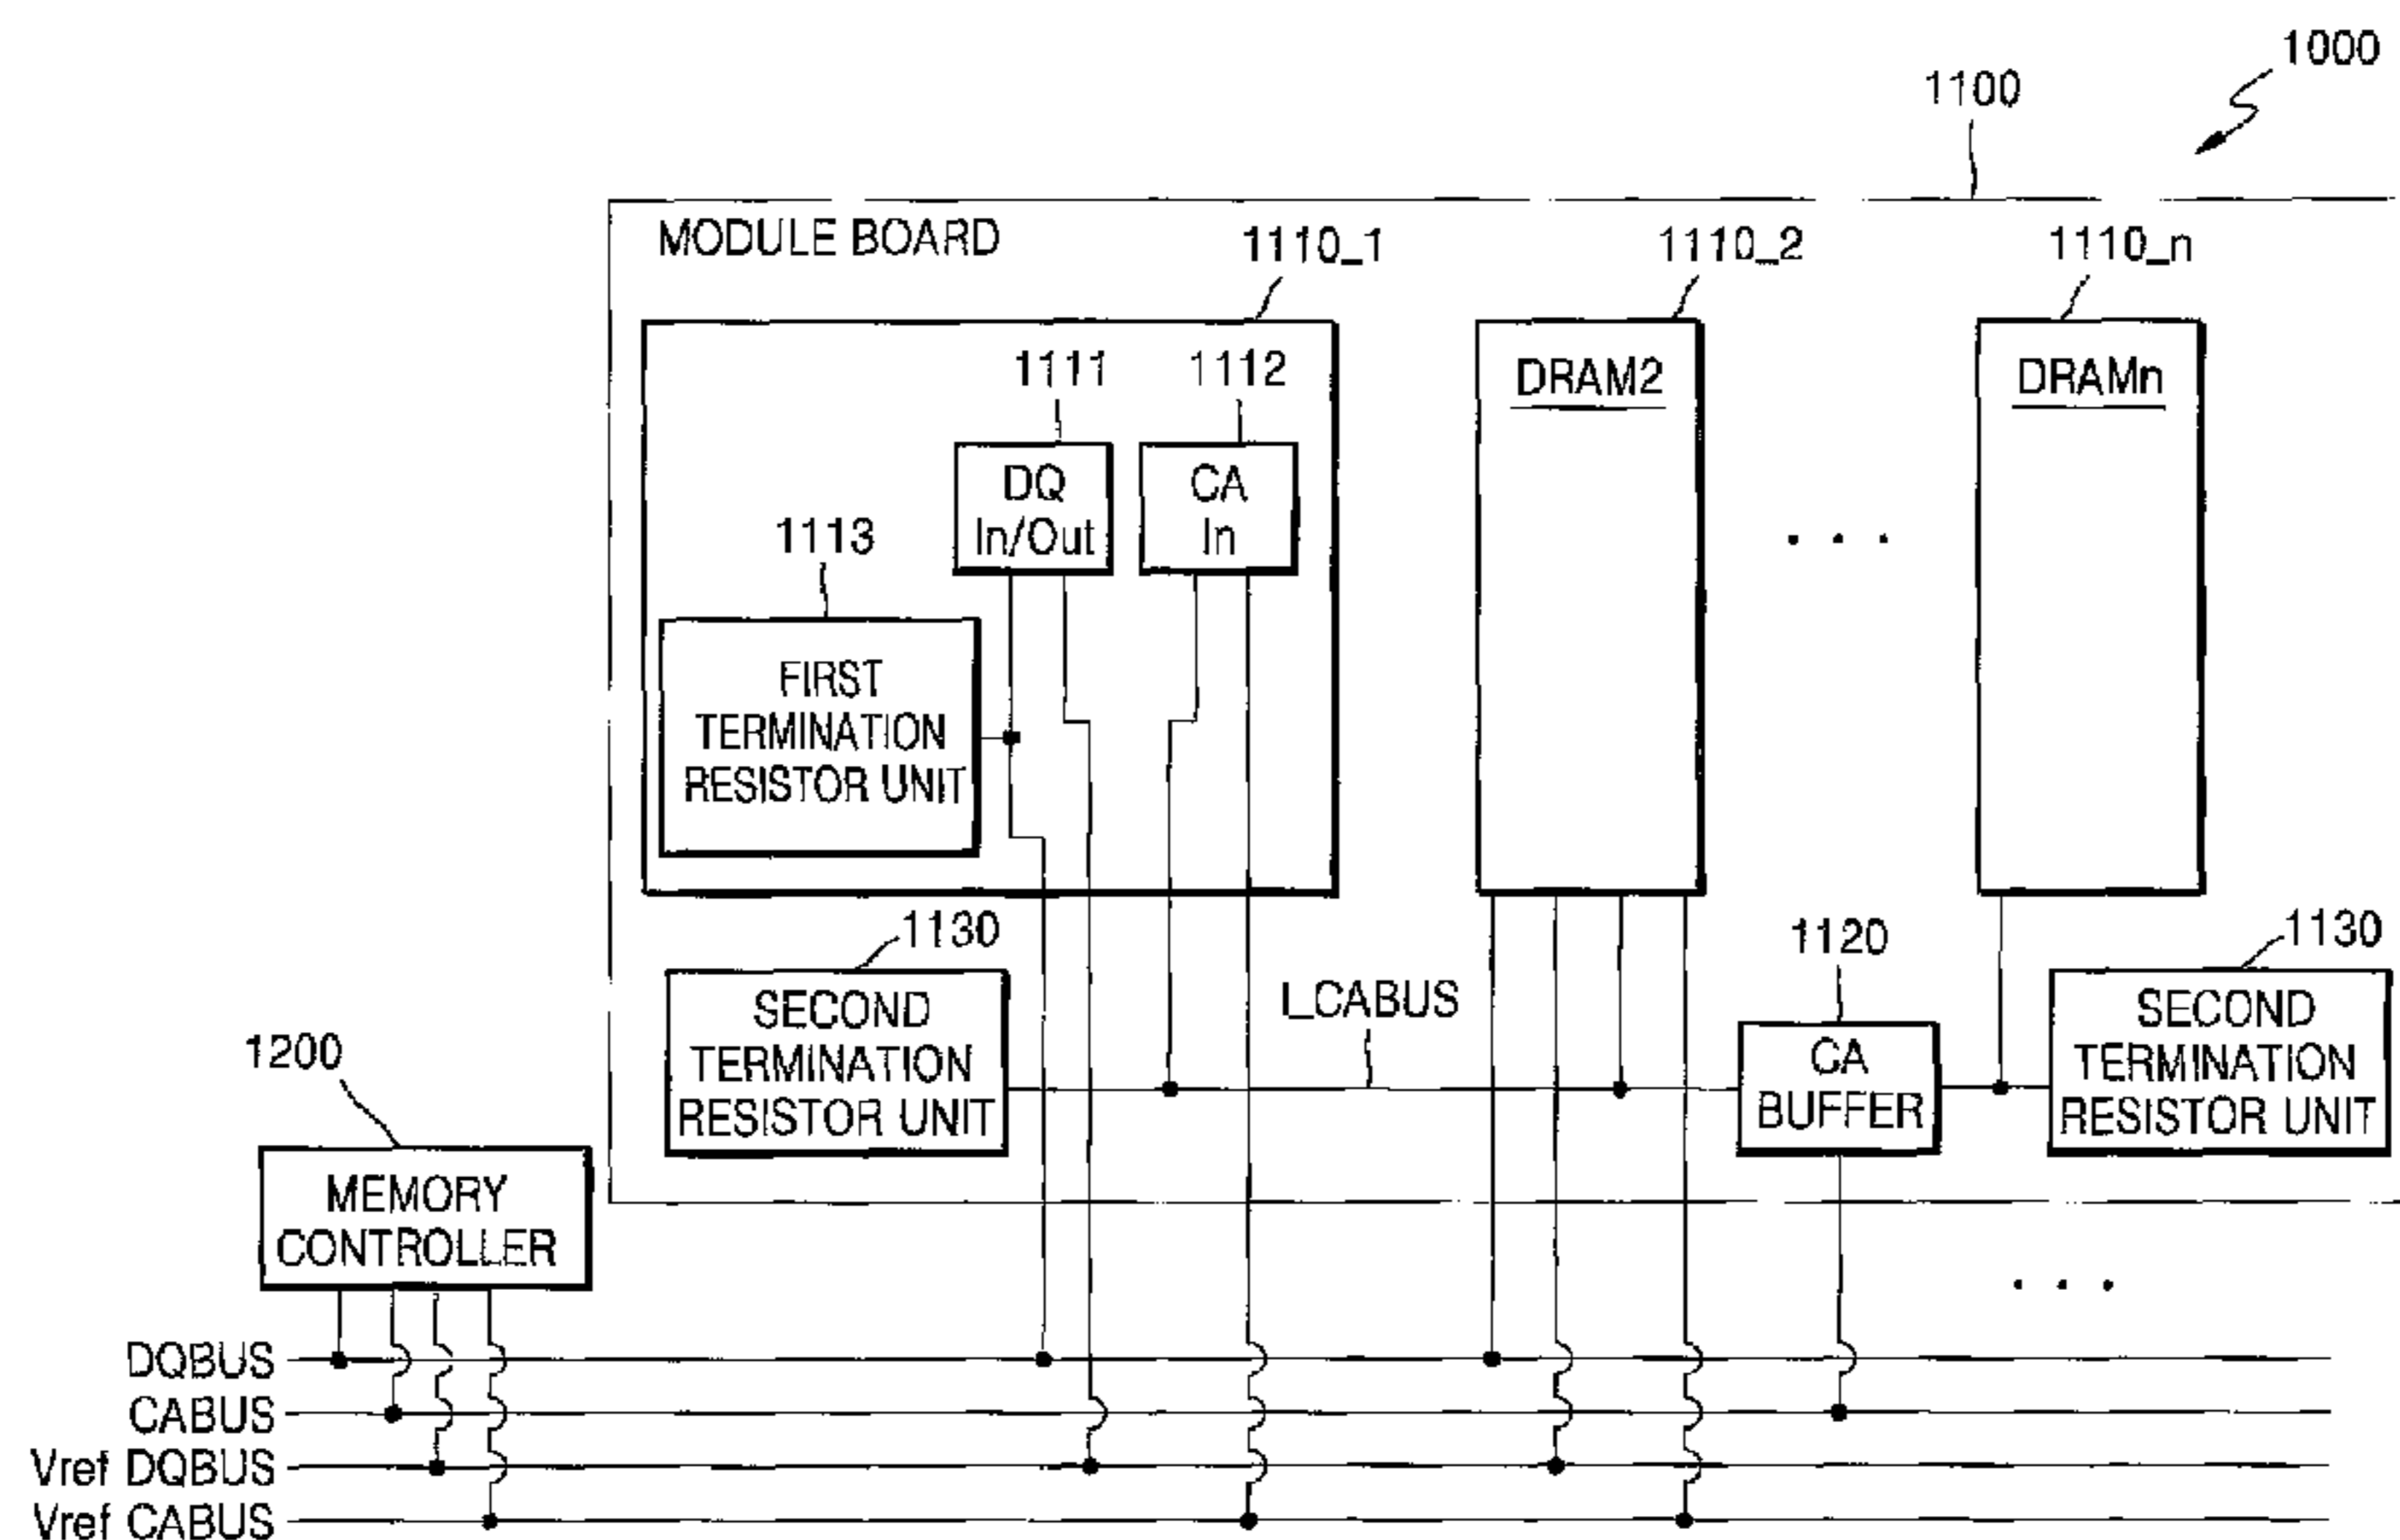 1000
1100
MODULE BOARD
1110_1
1110_2
1110_n
1111
1112
DRAM2
DRAMn
DQ
In/Out
CA
In
1113
. . .
FIRST
TERMINATION
RESISTOR UNIT
1130
1120
1130
SECOND
TERMINATION
RESISTOR UNIT
I_CABUS
CA
BUFFER
SECOND
TERMINATION
RESISTOR UNIT
1200
MEMORY
CONTROLLER
. . .
DQBUS
CABUS
Vref DQBUS
Vref CABUS